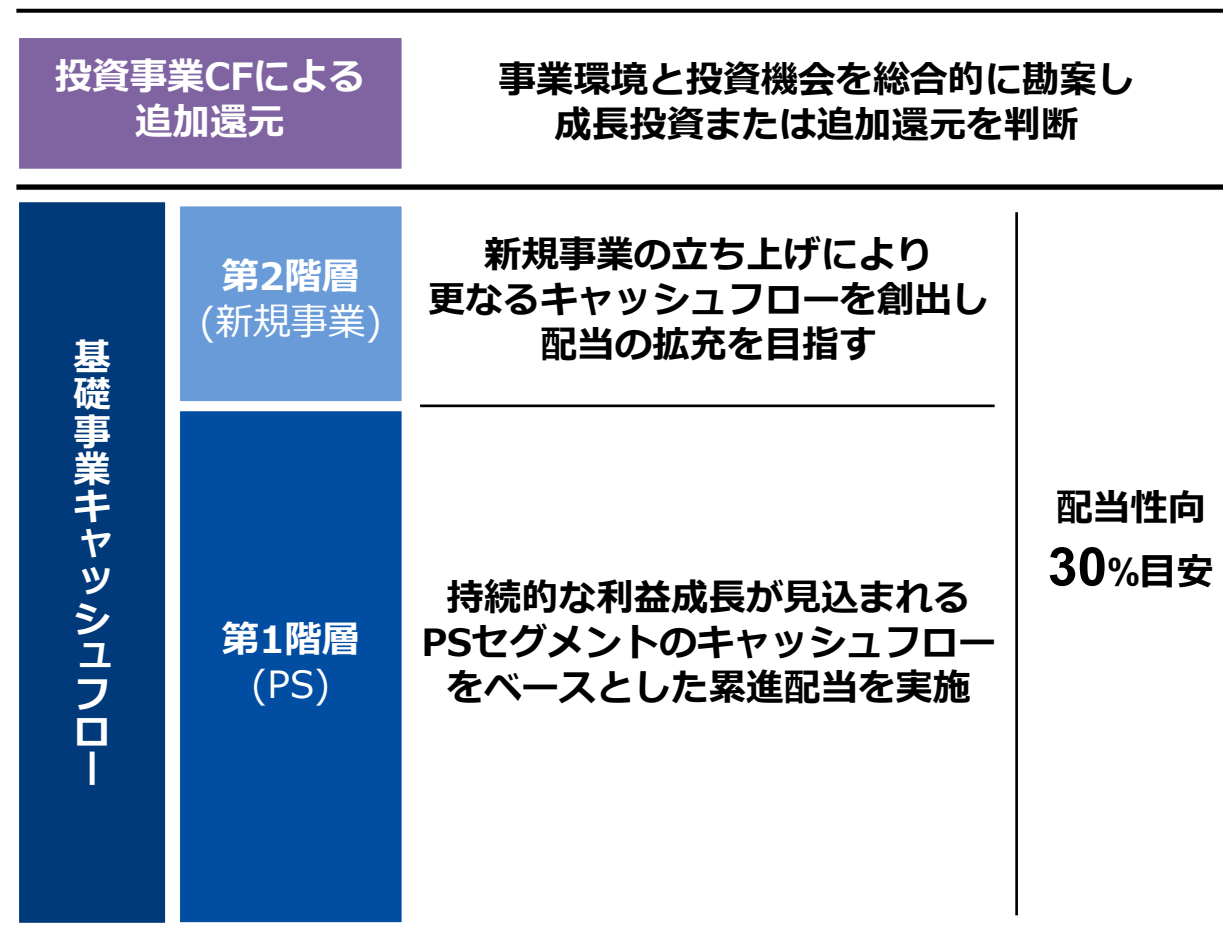 投資事業CFによる
追加還元
事業環境と投資機会を総合的に勘案し
成長投資または追加還元を判断
基礎事業キャッシュフロー
第2階層
(新規事業)
新規事業の立ち上げにより
更なるキャッシュフローを創出し
配当の拡充を目指す
第1階層
(PS)
持続的な利益成長が見込まれる
PSセグメントのキャッシュフロー
をベースとした累進配当を実施
配当性向
30%目安